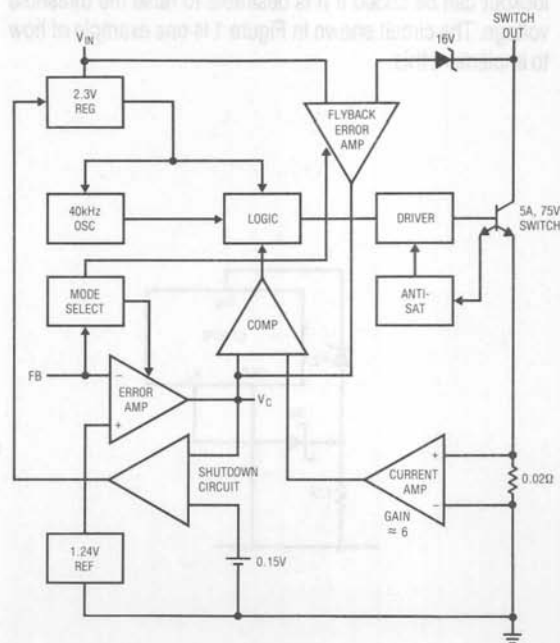 SWITCH
OUT
VIN
16V
2.3V
REG
FLYBACK
ERROR
AMP
40kHz
OSC
LOGIC
DRIVER
5A, 75V
SWITCH
MODE
SELECT
ANTI-
SAT
COMP
FB
−
ERROR
AMP
+
VC
SHUTDOWN
CIRCUIT
CURRENT
AMP
+
−
0.02Ω
GAIN
≈ 6
1.24V
REF
0.15V